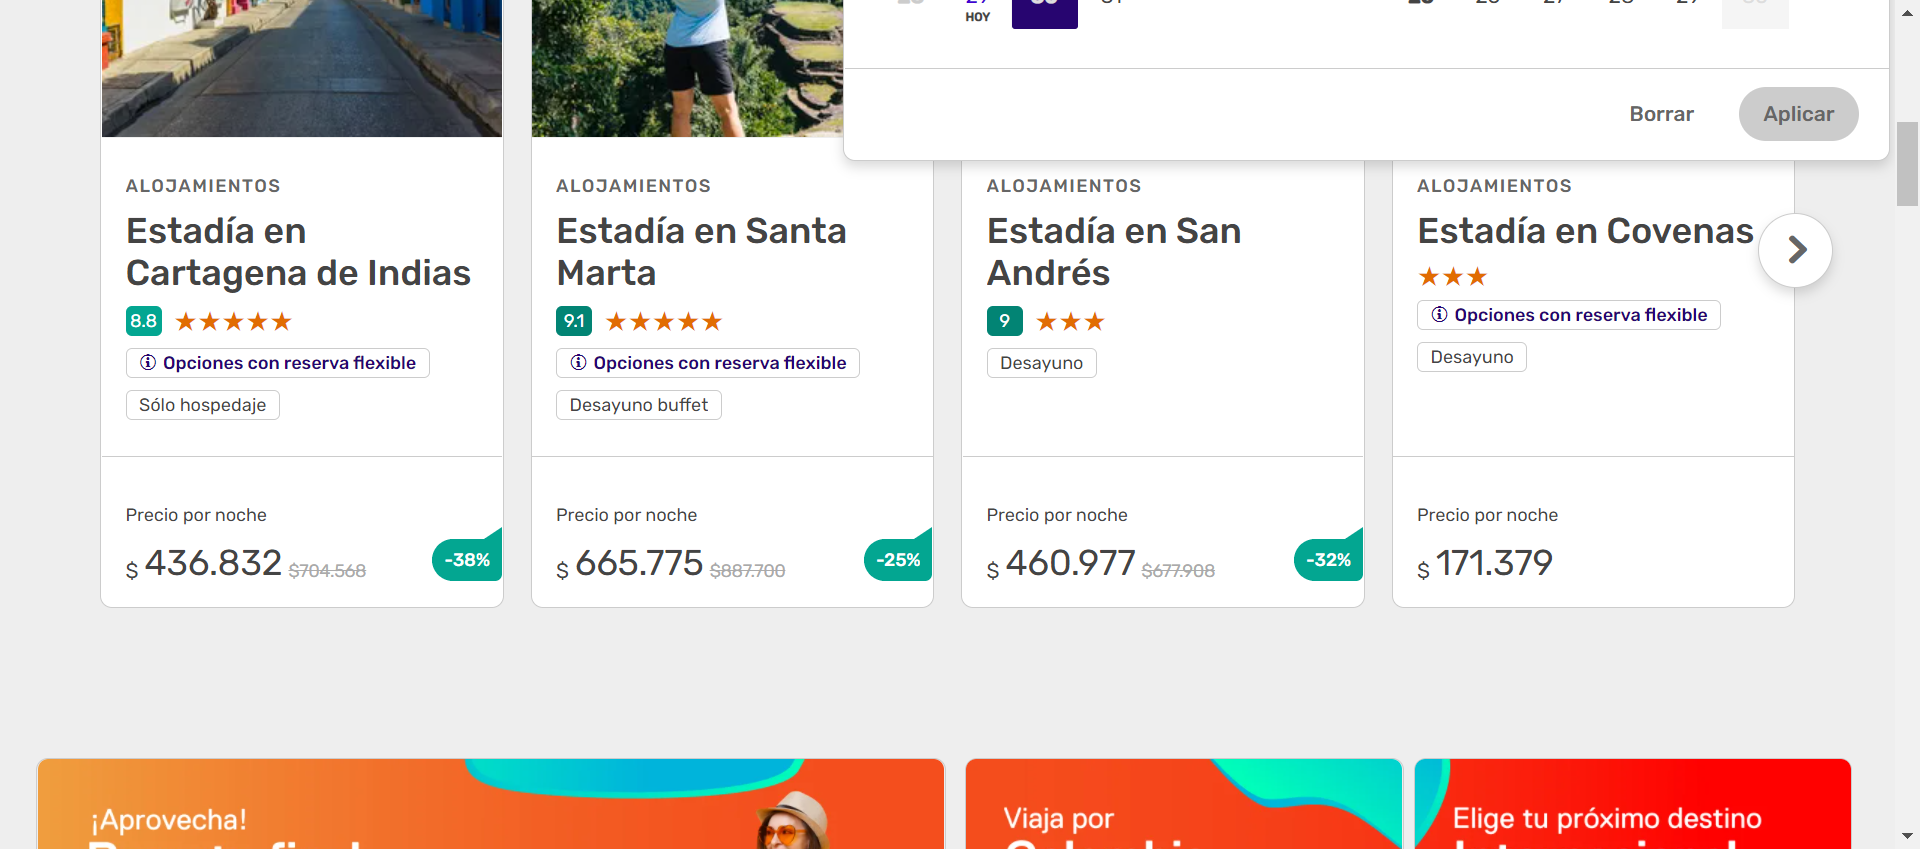 HOY
Borrar
Aplicar
ALOJAMIENTOS
Estadía en
Cartagena de Indias
8.8
Opciones con reserva flexible
Sólo hospedaje
Precio por noche
$ 436.832 $704.568
-38%
ALOJAMIENTOS
Estadía en Santa
Marta
9.1
Opciones con reserva flexible
Desayuno buffet
Precio por noche
$ 665.775 $887.700
-25%
ALOJAMIENTOS
Estadía en San
Andrés
9
Desayuno
Precio por noche
$ 460.977 $677.908
-32%
ALOJAMIENTOS
Estadía en Covenas
Opciones con reserva flexible
Desayuno
Precio por noche
$ 171.379
¡Aprovecha!
Viaja por
Elige tu próximo destino